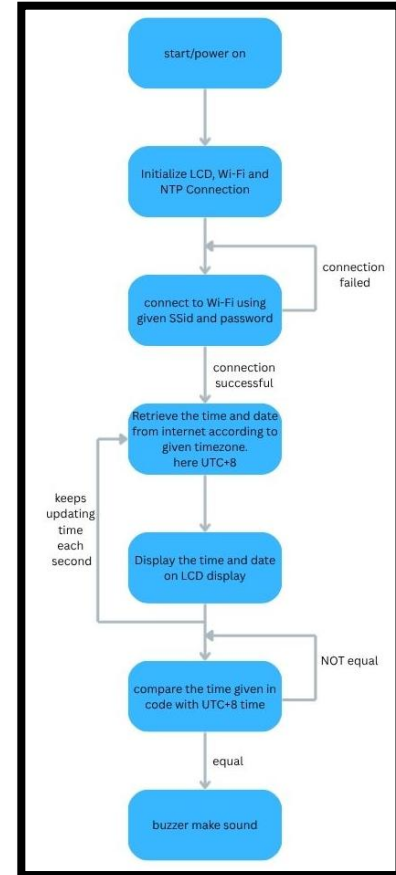 start/power on
Initialize LCD, Wi-Fi and
NTP Connection
connection
failed
connect to Wi-Fi using
given SSid and password
connection
successful
Retrieve the time and date
from internet according to
given timezone.
here UTC+8
keeps
updating
time
each
second
Display the time and date
on LCD display
NOT equal
compare the time given in
code with UTC+8 time
equal
buzzer make sound